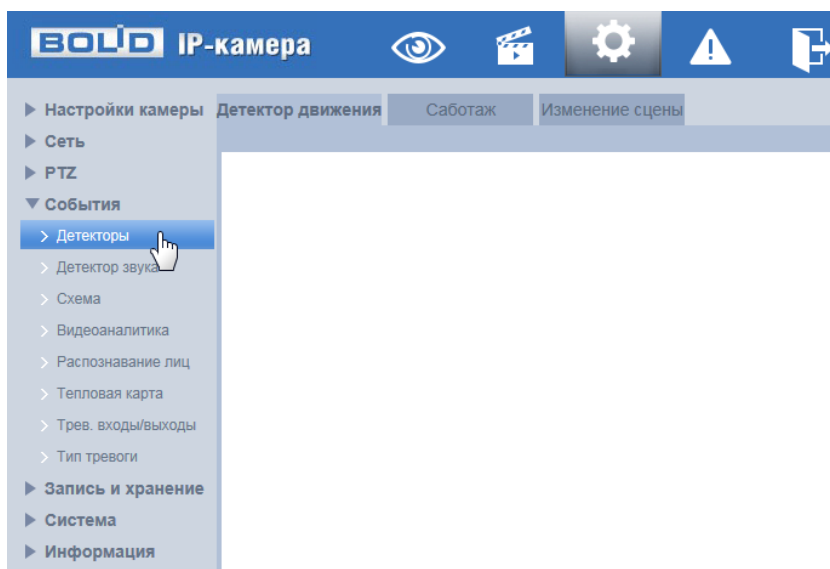 BOLID IP-камера
Настройки камеры
Детектор движения
Саботаж
Изменение сцены
Сеть
PTZ
События
Детекторы
Детектор звука
Схема
Видеоаналитика
Распознавание лиц
Тепловая карта
Трев. входы/выходы
Тип тревоги
Запись и хранение
Система
Информация